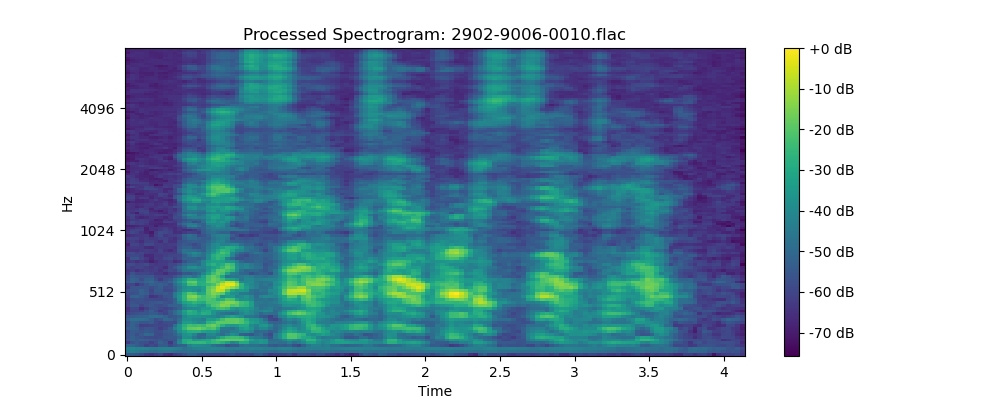 Processed Spectrogram: 2902-9006-0010.flac
Hz
4096
2048
1024
512
0
0 0.5 1 1.5 2 2.5 3 3.5 4
Time
+0 dB
-10 dB
-20 dB
-30 dB
-40 dB
-50 dB
-60 dB
-70 dB